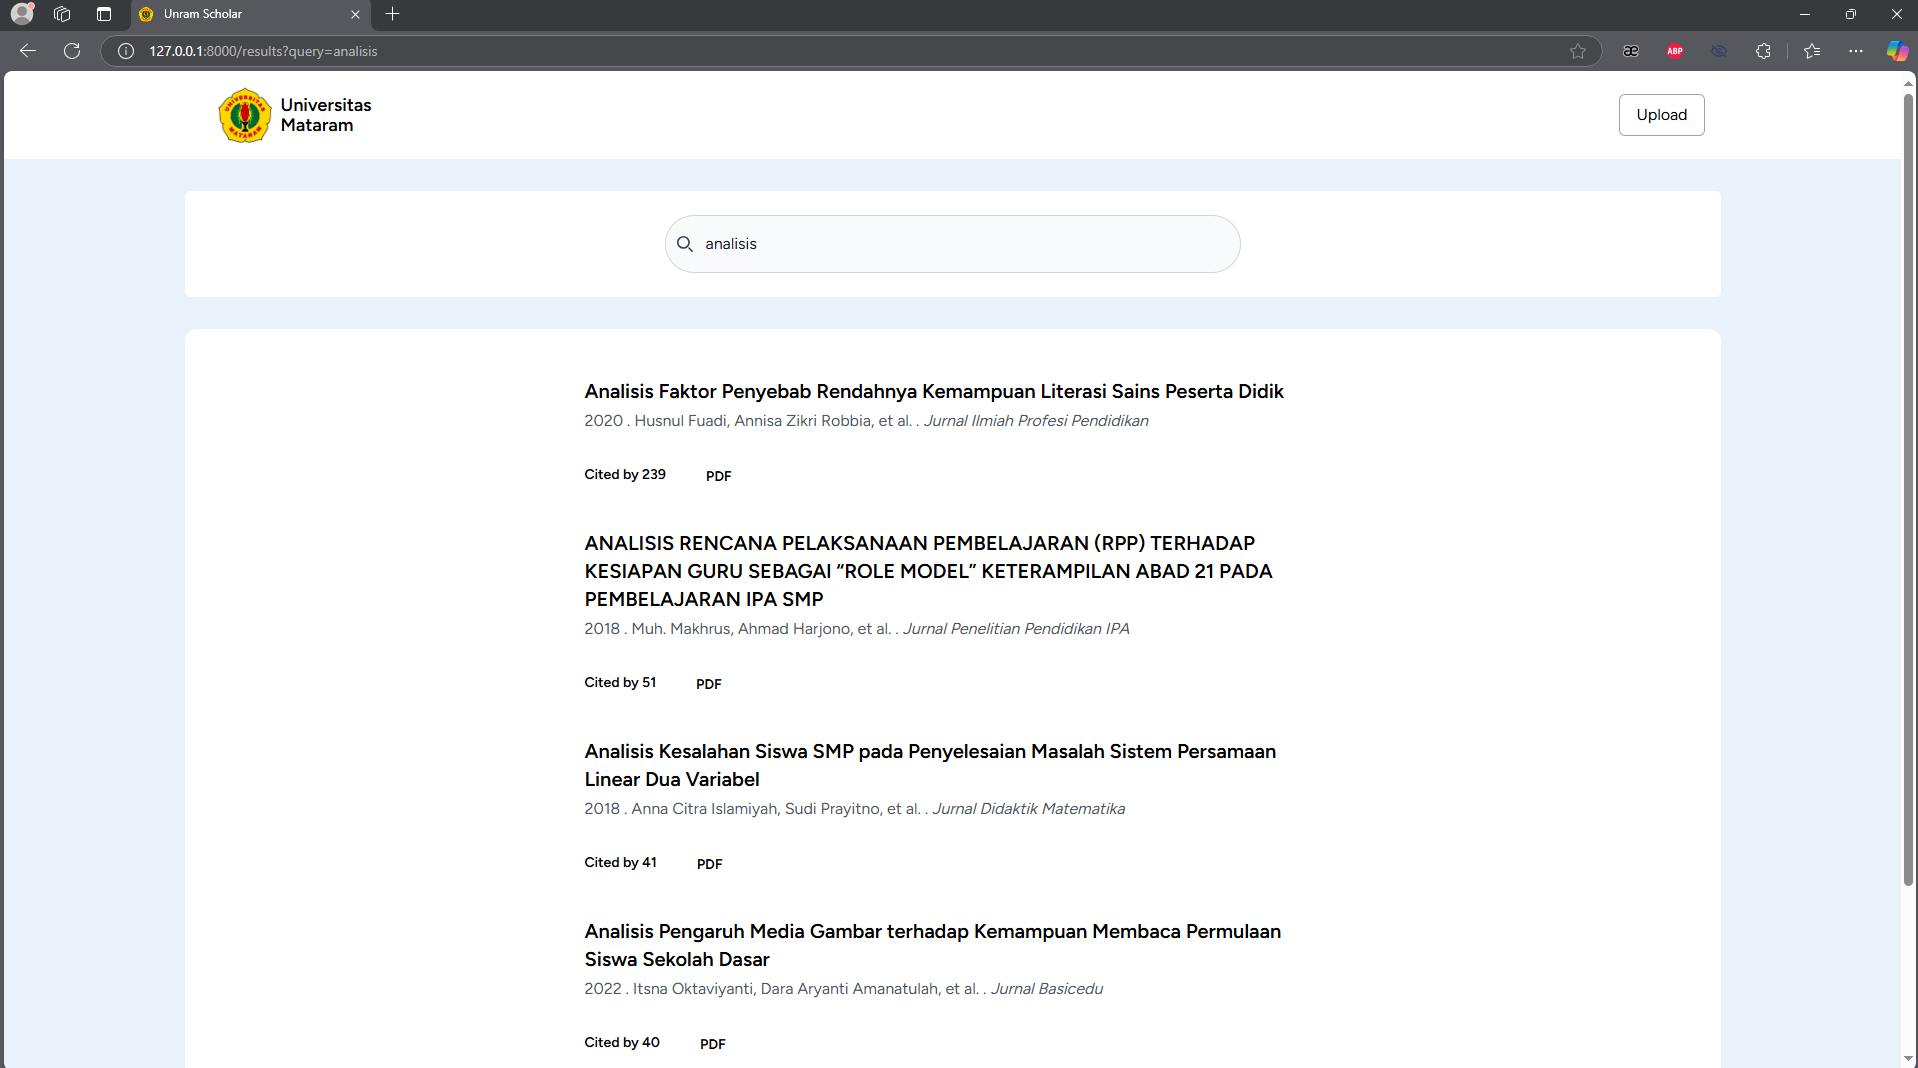 Unram Scholar
127.0.0.1:8000/results?query=analisis
ABP
UNIVERSITAS
MATARAM
Universitas
Mataram
Upload
analisis
Analisis Faktor Penyebab Rendahnya Kemampuan Literasi Sains Peserta Didik
2020 . Husnul Fuadi, Annisa Zikri Robbia, et al. . Jurnal Ilmiah Profesi Pendidikan
Cited by 239 PDF
ANALISIS RENCANA PELAKSANAAN PEMBELAJARAN (RPP) TERHADAP
KESIAPAN GURU SEBAGAI “ROLE MODEL” KETERAMPILAN ABAD 21 PADA
PEMBELAJARAN IPA SMP
2018 . Muh. Makhrus, Ahmad Harjono, et al. . Jurnal Penelitian Pendidikan IPA
Cited by 51 PDF
Analisis Kesalahan Siswa SMP pada Penyelesaian Masalah Sistem Persamaan
Linear Dua Variabel
2018 . Anna Citra Islamiyah, Sudi Prayitno, et al. . Jurnal Didaktik Matematika
Cited by 41 PDF
Analisis Pengaruh Media Gambar terhadap Kemampuan Membaca Permulaan
Siswa Sekolah Dasar
2022 . Itsna Oktaviyanti, Dara Aryanti Amanatulah, et al. . Jurnal Basicedu
Cited by 40 PDF